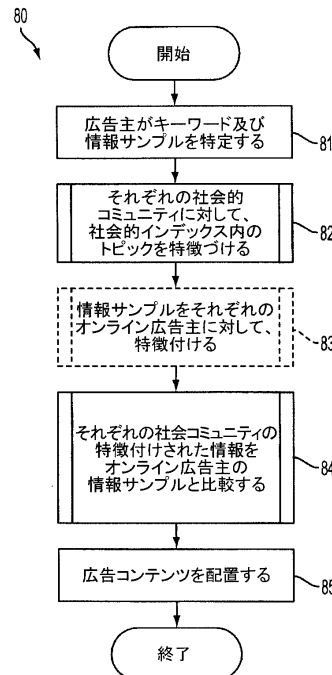 80
開始
広告主がキーワード及び
情報サンプルを特定する
81
それぞれの社会的
コミュニティに対して、
社会的インデックス内の
トピックを特徴づける
82
情報サンプルをそれぞれの
オンライン広告主に対して、
特徴付ける
83
それぞれの社会コミュニティの
特徴付けされた情報を
オンライン広告主の
情報サンプルと比較する
84
広告コンテンツを配置する
85
終了